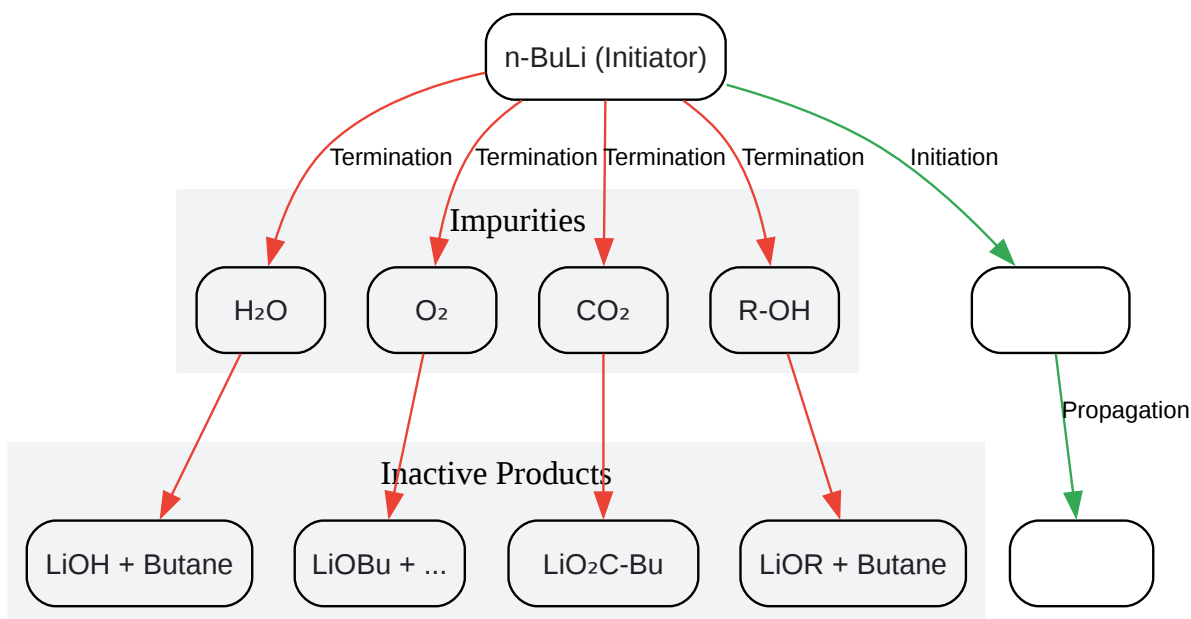 n-BuLi (Initiator)
Termination
Termination
Termination
Termination
Initiation
Impurities
H₂O
O₂
CO₂
R-OH
Propagation
Inactive Products
LiOH + Butane
LiOBu + ...
LiO₂C-Bu
LiOR + Butane